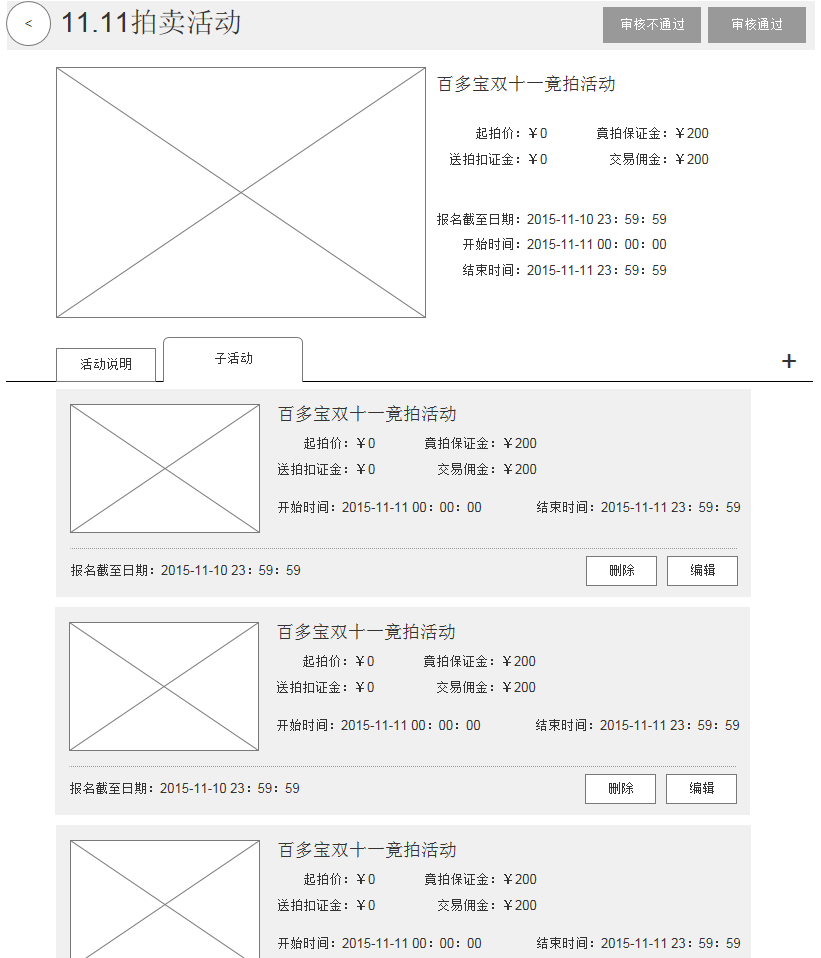 < 11.11拍卖活动 审核不通过 审核通过
百多宝双十一竟拍活动
起拍价：￥0 竟拍保证金：￥200
送拍扣证金：￥0 交易佣金：￥200
报名截至日期：2015-11-10 23：59：59
开始时间：2015-11-11 00：00：00
结束时间：2015-11-11 23：59：59
活动说明 子活动 +
百多宝双十一竟拍活动
起拍价：￥0 竟拍保证金：￥200
送拍扣证金：￥0 交易佣金：￥200
开始时间：2015-11-11 00：00：00 结束时间：2015-11-11 23：59：59
报名截至日期：2015-11-10 23：59：59 删除 编辑
百多宝双十一竟拍活动
起拍价：￥0 竟拍保证金：￥200
送拍扣证金：￥0 交易佣金：￥200
开始时间：2015-11-11 00：00：00 结束时间：2015-11-11 23：59：59
报名截至日期：2015-11-10 23：59：59 删除 编辑
百多宝双十一竟拍活动
起拍价：￥0 竟拍保证金：￥200
送拍扣证金：￥0 交易佣金：￥200
开始时间：2015-11-11 00：00：00 结束时间：2015-11-11 23：59：59